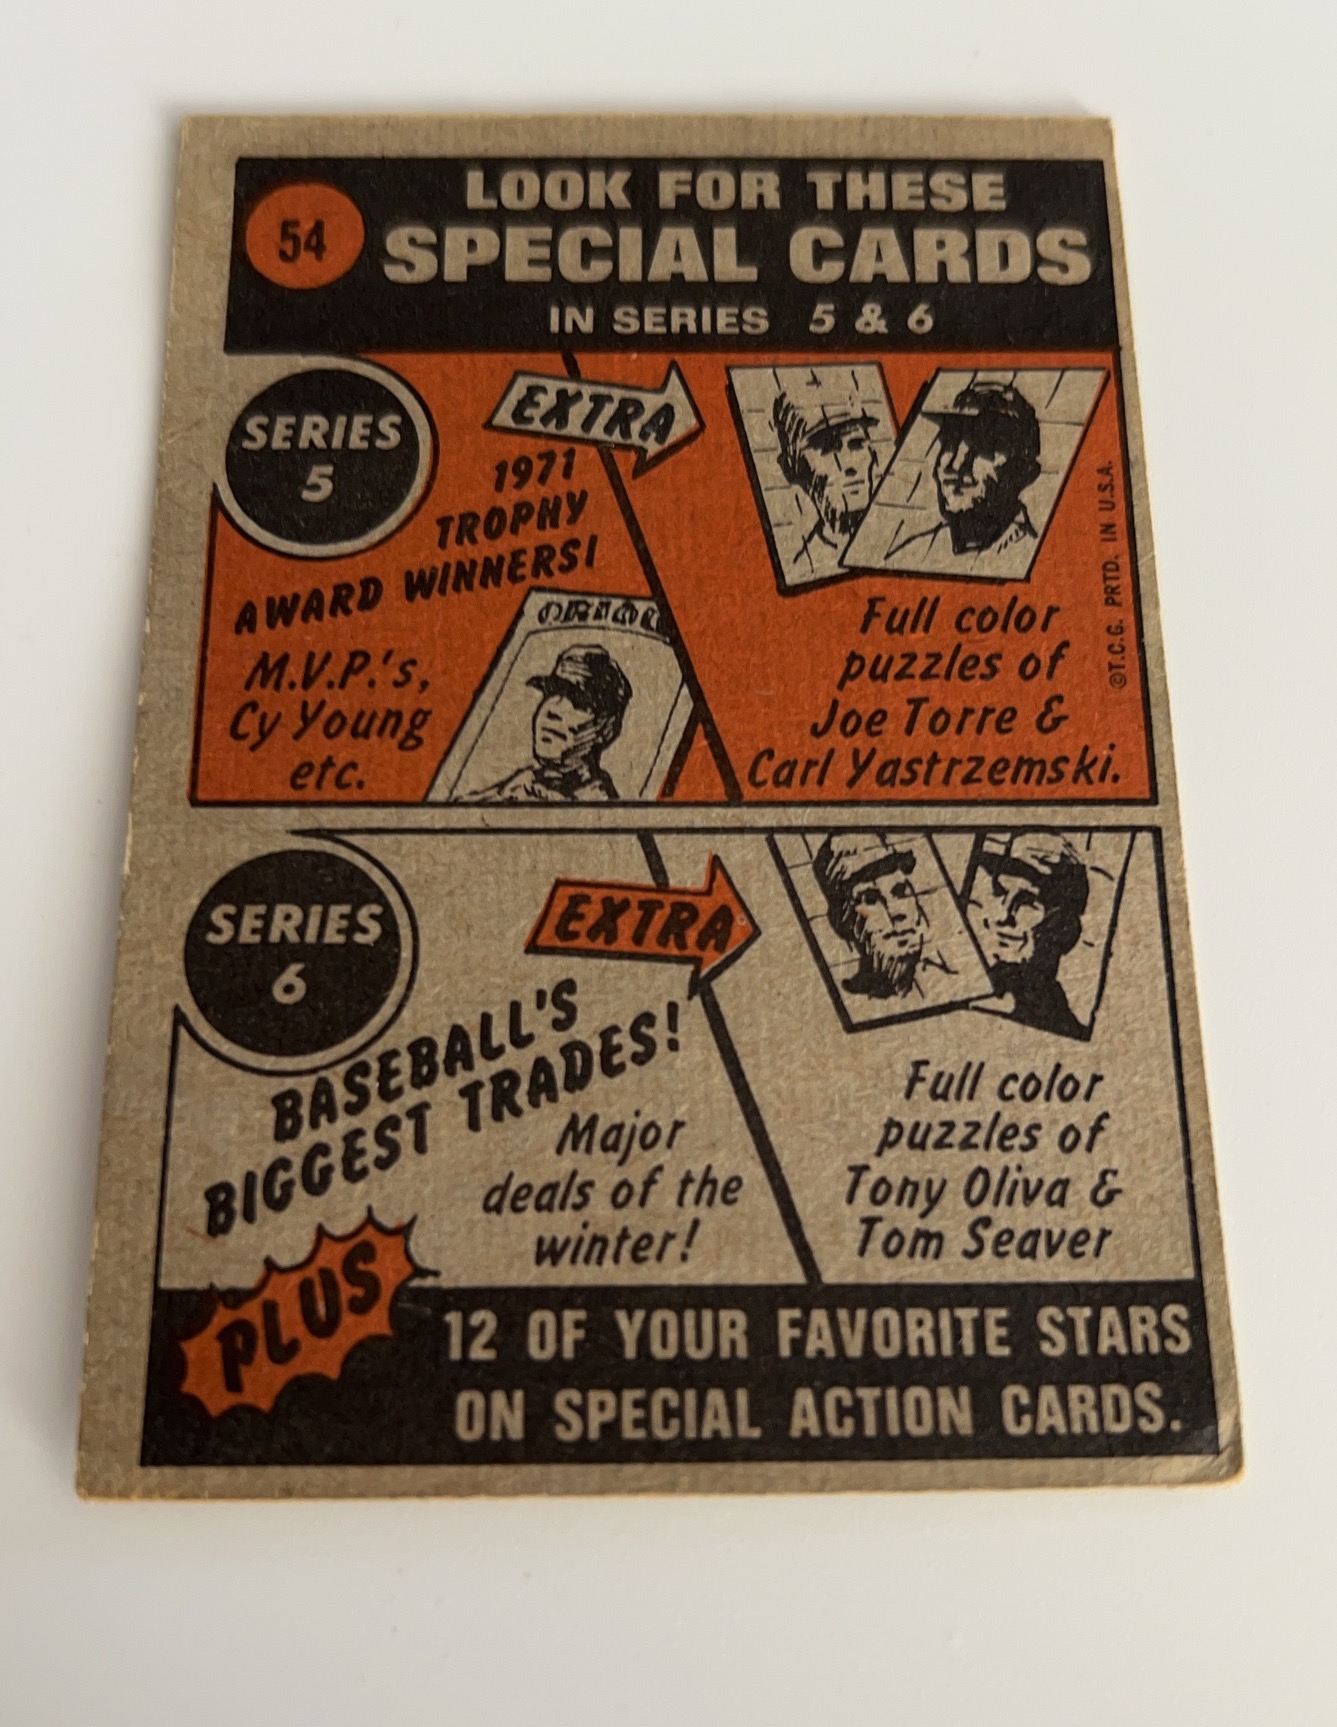 54
LOOK FOR THESE
SPECIAL CARDS
IN SERIES 5 & 6
SERIES
5
EXTRA
1971
TROPHY
AWARD WINNERS!
M.V.P.'s,
Cy Young
etc.
Full color
puzzles of
Joe Torre &
Carl Yastrzemski.
©T.C.G. PRTD. IN U.S.A.
SERIES
6
EXTRA
BASEBALL'S
BIGGEST TRADES!
Major
deals of the
winter!
Full color
puzzles of
Tony Oliva &
Tom Seaver
PLUS
12 OF YOUR FAVORITE STARS
ON SPECIAL ACTION CARDS.